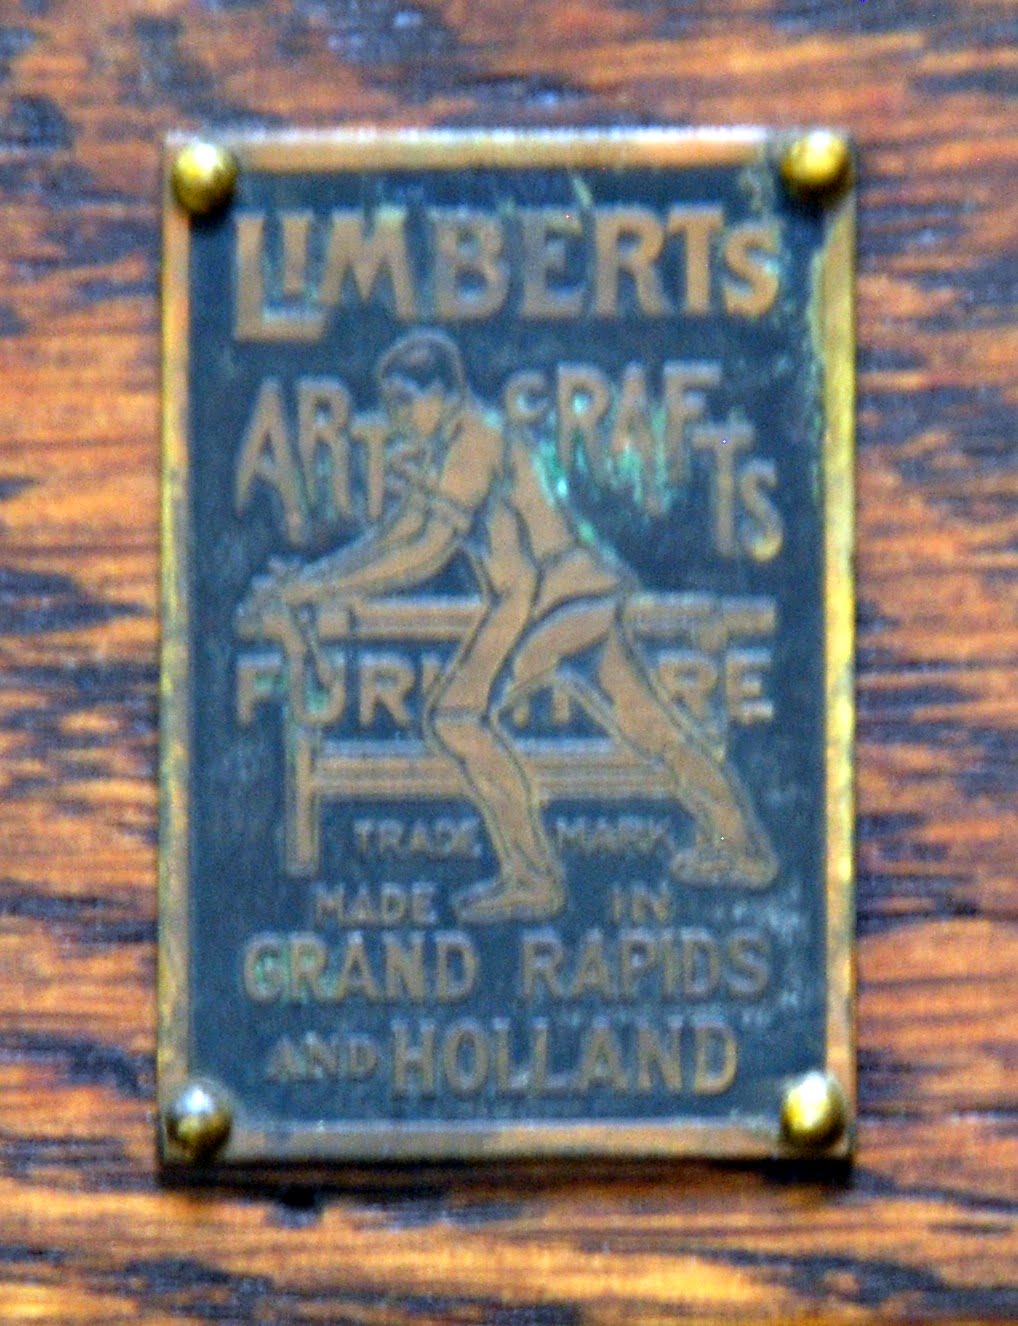 LIMBERTS
ARTS CRAFTS
FURNITURE
TRADE MARK
MADE IN
GRAND RAPIDS
AND HOLLAND